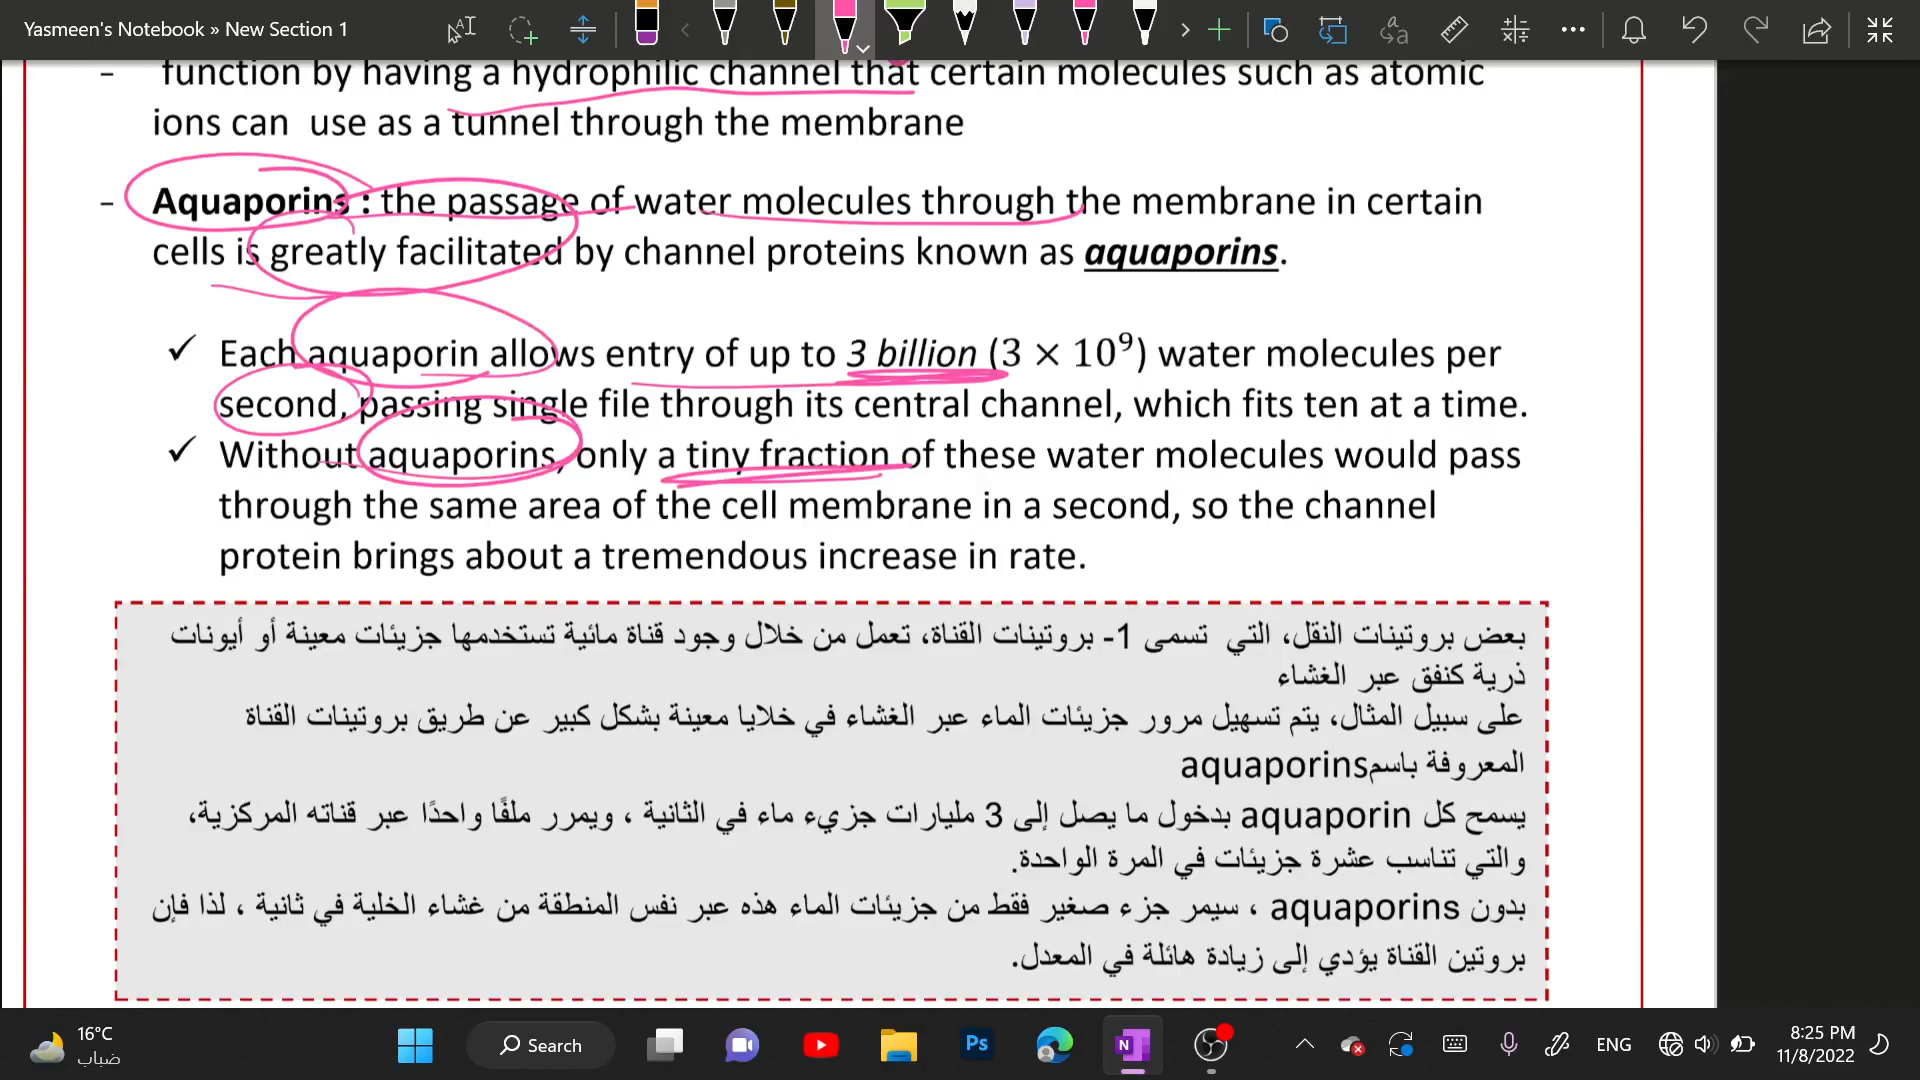 Yasmeen's Notebook » New Section 1
- function by having a hydrophilic channel that certain molecules such as atomic
ions can use as a tunnel through the membrane
- Aquaporins : the passage of water molecules through the membrane in certain
cells is greatly facilitated by channel proteins known as aquaporins.
✓ Each aquaporin allows entry of up to 3 billion (3 × 10⁹) water molecules per
second, passing single file through its central channel, which fits ten at a time.
✓ Without aquaporins, only a tiny fraction of these water molecules would pass
through the same area of the cell membrane in a second, so the channel
protein brings about a tremendous increase in rate.
بعض بروتينات النقل، التي تسمى 1- بروتينات القناة، تعمل من خلال وجود قناة مائية تستخدمها جزيئات معينة أو أيونات
ذرية كنفق عبر الغشاء
على سبيل المثال، يتم تسهيل مرور جزيئات الماء عبر الغشاء في خلايا معينة بشكل كبير عن طريق بروتينات القناة
المعروفة باسمaquaporins
يسمح كل aquaporin بدخول ما يصل إلى 3 مليارات جزيء ماء في الثانية ، ويمرر ملفًا واحدًا عبر قناته المركزية،
والتي تناسب عشرة جزيئات في المرة الواحدة.
بدون aquaporins ، سيمر جزء صغير فقط من جزيئات الماء هذه عبر نفس المنطقة من غشاء الخلية في ثانية ، لذا فإن
بروتين القناة يؤدي إلى زيادة هائلة في المعدل.
16°C
ضباب
Search
Ps
N
ENG
8:25 PM
11/8/2022